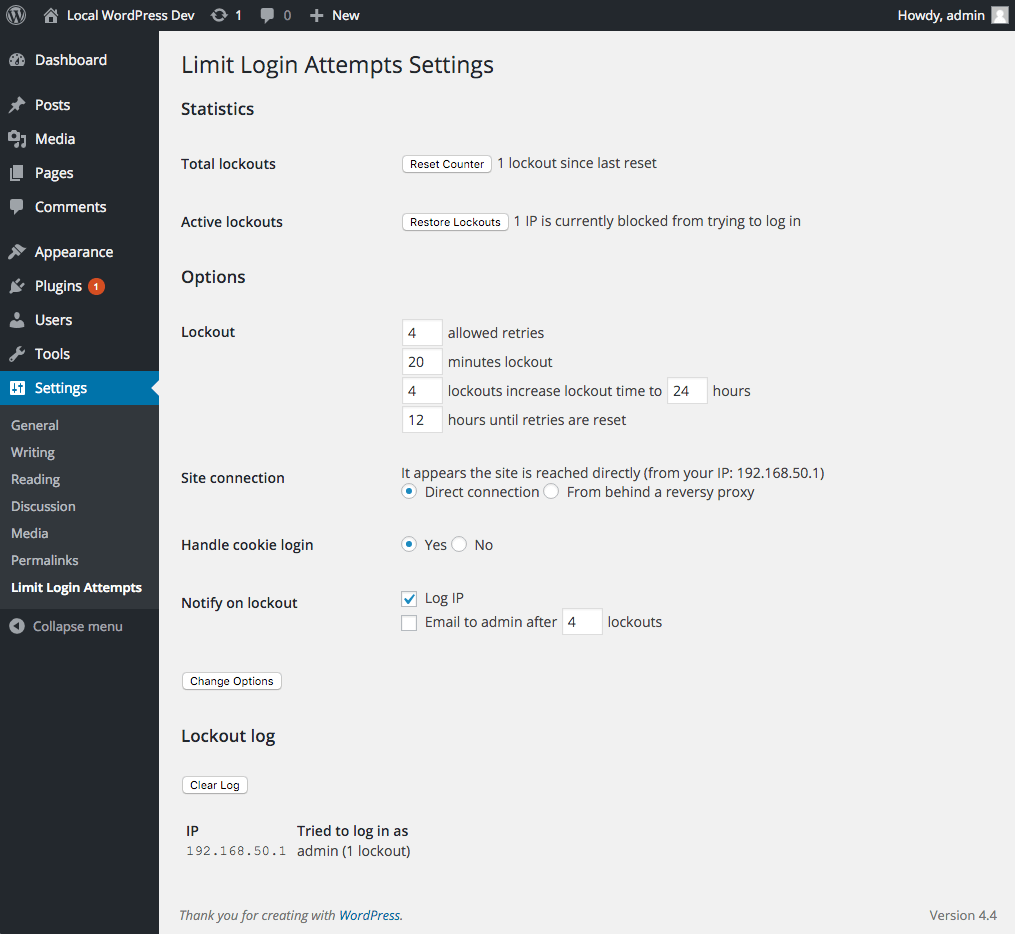 Local WordPress Dev 1 0 New Howdy, admin
Dashboard
Posts
Media
Pages
Comments
Appearance
Plugins 1
Users
Tools
Settings
General
Writing
Reading
Discussion
Media
Permalinks
Limit Login Attempts
Collapse menu
Limit Login Attempts Settings
Statistics
Total lockouts Reset Counter 1 lockout since last reset
Active lockouts Restore Lockouts 1 IP is currently blocked from trying to log in
Options
Lockout 4 allowed retries
20 minutes lockout
4 lockouts increase lockout time to 24 hours
12 hours until retries are reset
Site connection It appears the site is reached directly (from your IP: 192.168.50.1)
Direct connection From behind a reversy proxy
Handle cookie login Yes No
Notify on lockout Log IP
Email to admin after 4 lockouts
Change Options
Lockout log
Clear Log
IP Tried to log in as
192.168.50.1 admin (1 lockout)
Thank you for creating with WordPress. Version 4.4